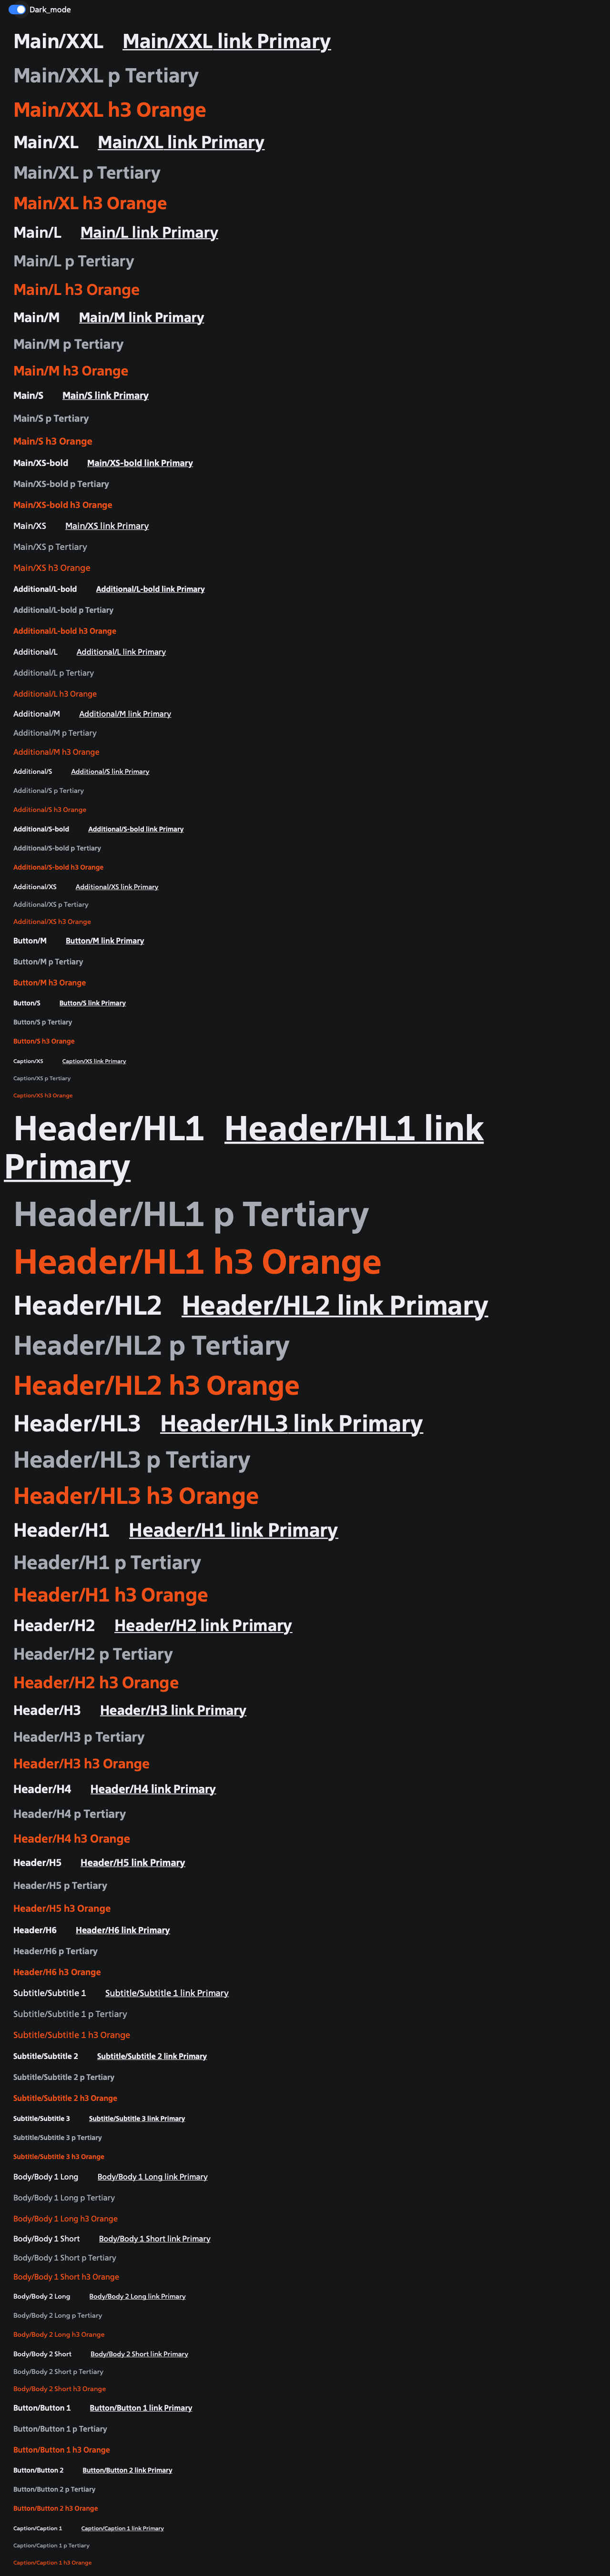 Dark_mode
Main/XXL Main/XXL link Primary
Main/XXL p Tertiary
Main/XXL h3 Orange
Main/XL Main/XL link Primary
Main/XL p Tertiary
Main/XL h3 Orange
Main/L Main/L link Primary
Main/L p Tertiary
Main/L h3 Orange
Main/M Main/M link Primary
Main/M p Tertiary
Main/M h3 Orange
Main/S Main/S link Primary
Main/S p Tertiary
Main/S h3 Orange
Main/XS-bold Main/XS-bold link Primary
Main/XS-bold p Tertiary
Main/XS-bold h3 Orange
Main/XS Main/XS link Primary
Main/XS p Tertiary
Main/XS h3 Orange
Additional/L-bold Additional/L-bold link Primary
Additional/L-bold p Tertiary
Additional/L-bold h3 Orange
Additional/L Additional/L link Primary
Additional/L p Tertiary
Additional/L h3 Orange
Additional/M Additional/M link Primary
Additional/M p Tertiary
Additional/M h3 Orange
Additional/S Additional/S link Primary
Additional/S p Tertiary
Additional/S h3 Orange
Additional/S-bold Additional/S-bold link Primary
Additional/S-bold p Tertiary
Additional/S-bold h3 Orange
Additional/XS Additional/XS link Primary
Additional/XS p Tertiary
Additional/XS h3 Orange
Button/M Button/M link Primary
Button/M p Tertiary
Button/M h3 Orange
Button/S Button/S link Primary
Button/S p Tertiary
Button/S h3 Orange
Caption/XS Caption/XS link Primary
Caption/XS p Tertiary
Caption/XS h3 Orange
Header/HL1 Header/HL1 link
Primary
Header/HL1 p Tertiary
Header/HL1 h3 Orange
Header/HL2 Header/HL2 link Primary
Header/HL2 p Tertiary
Header/HL2 h3 Orange
Header/HL3 Header/HL3 link Primary
Header/HL3 p Tertiary
Header/HL3 h3 Orange
Header/H1 Header/H1 link Primary
Header/H1 p Tertiary
Header/H1 h3 Orange
Header/H2 Header/H2 link Primary
Header/H2 p Tertiary
Header/H2 h3 Orange
Header/H3 Header/H3 link Primary
Header/H3 p Tertiary
Header/H3 h3 Orange
Header/H4 Header/H4 link Primary
Header/H4 p Tertiary
Header/H4 h3 Orange
Header/H5 Header/H5 link Primary
Header/H5 p Tertiary
Header/H5 h3 Orange
Header/H6 Header/H6 link Primary
Header/H6 p Tertiary
Header/H6 h3 Orange
Subtitle/Subtitle 1 Subtitle/Subtitle 1 link Primary
Subtitle/Subtitle 1 p Tertiary
Subtitle/Subtitle 1 h3 Orange
Subtitle/Subtitle 2 Subtitle/Subtitle 2 link Primary
Subtitle/Subtitle 2 p Tertiary
Subtitle/Subtitle 2 h3 Orange
Subtitle/Subtitle 3 Subtitle/Subtitle 3 link Primary
Subtitle/Subtitle 3 p Tertiary
Subtitle/Subtitle 3 h3 Orange
Body/Body 1 Long Body/Body 1 Long link Primary
Body/Body 1 Long p Tertiary
Body/Body 1 Long h3 Orange
Body/Body 1 Short Body/Body 1 Short link Primary
Body/Body 1 Short p Tertiary
Body/Body 1 Short h3 Orange
Body/Body 2 Long Body/Body 2 Long link Primary
Body/Body 2 Long p Tertiary
Body/Body 2 Long h3 Orange
Body/Body 2 Short Body/Body 2 Short link Primary
Body/Body 2 Short p Tertiary
Body/Body 2 Short h3 Orange
Button/Button 1 Button/Button 1 link Primary
Button/Button 1 p Tertiary
Button/Button 1 h3 Orange
Button/Button 2 Button/Button 2 link Primary
Button/Button 2 p Tertiary
Button/Button 2 h3 Orange
Caption/Caption 1 Caption/Caption 1 link Primary
Caption/Caption 1 p Tertiary
Caption/Caption 1 h3 Orange